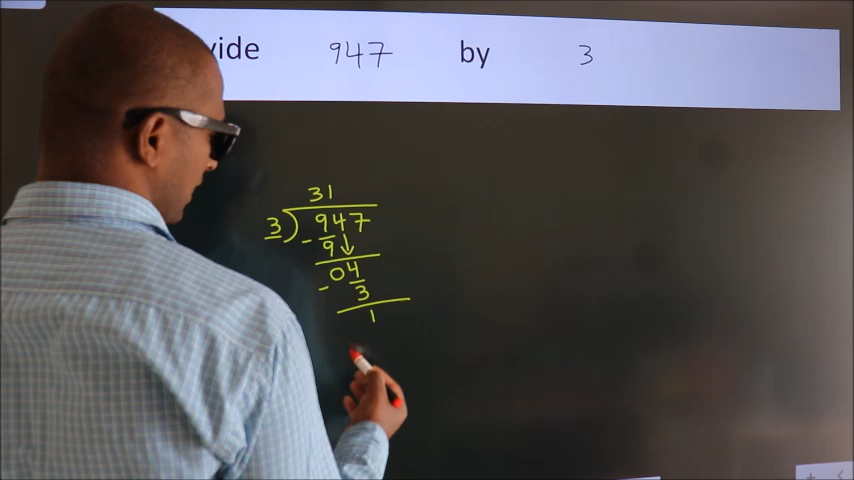 vide 947 by 3
31
3 ) 947
- 9 ↓
04
- 3
1